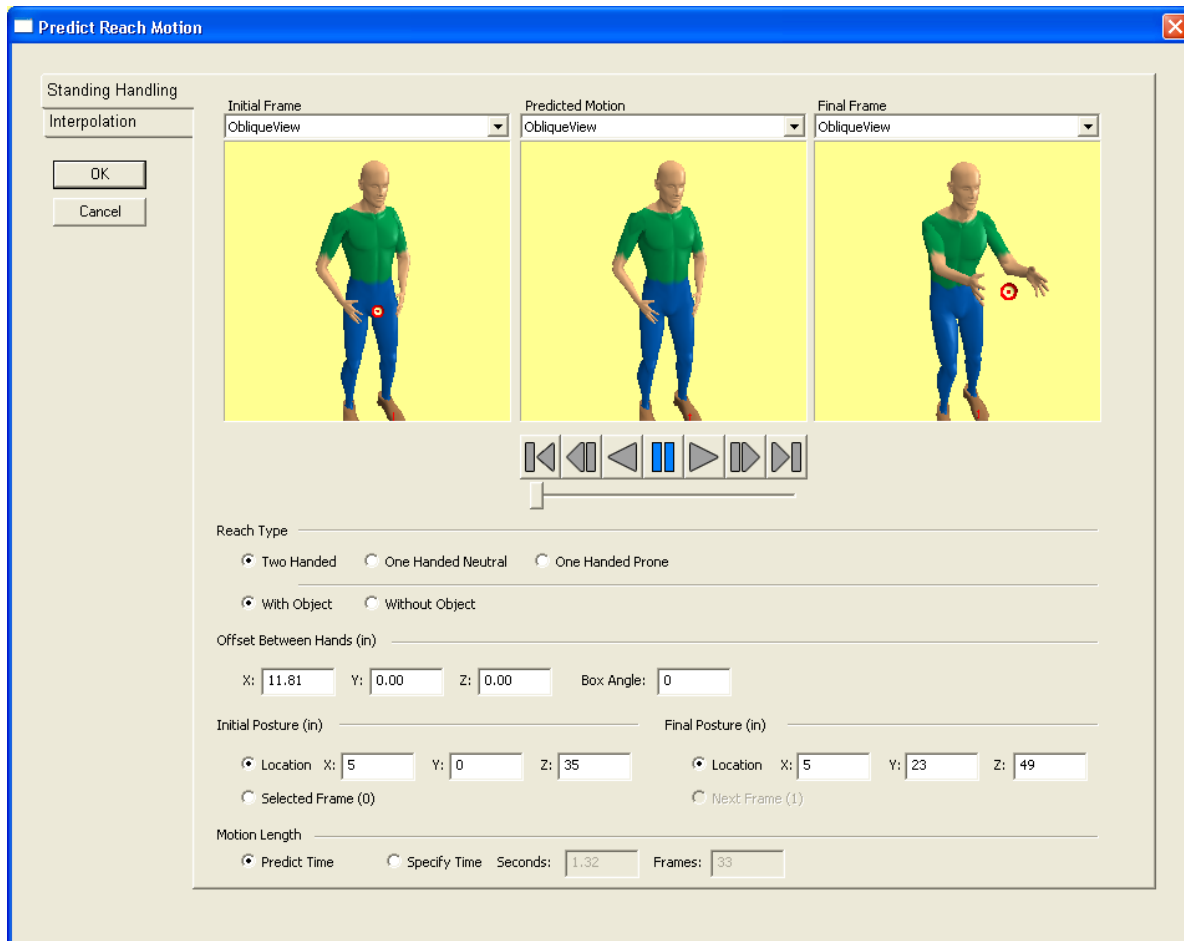 Predict Reach Motion
Standing Handling
Interpolation
OK
Cancel
Initial Frame Predicted Motion Final Frame
ObliqueView ObliqueView ObliqueView
Reach Type
Two Handed One Handed Neutral One Handed Prone
With Object Without Object
Offset Between Hands (in)
X: 11.81 Y: 0.00 Z: 0.00 Box Angle: 0
Initial Posture (in) Final Posture (in)
Location X: 5 Y: 0 Z: 35 Location X: 5 Y: 23 Z: 49
Selected Frame (0) Next Frame (1)
Motion Length
Predict Time Specify Time Seconds: 1.32 Frames: 33